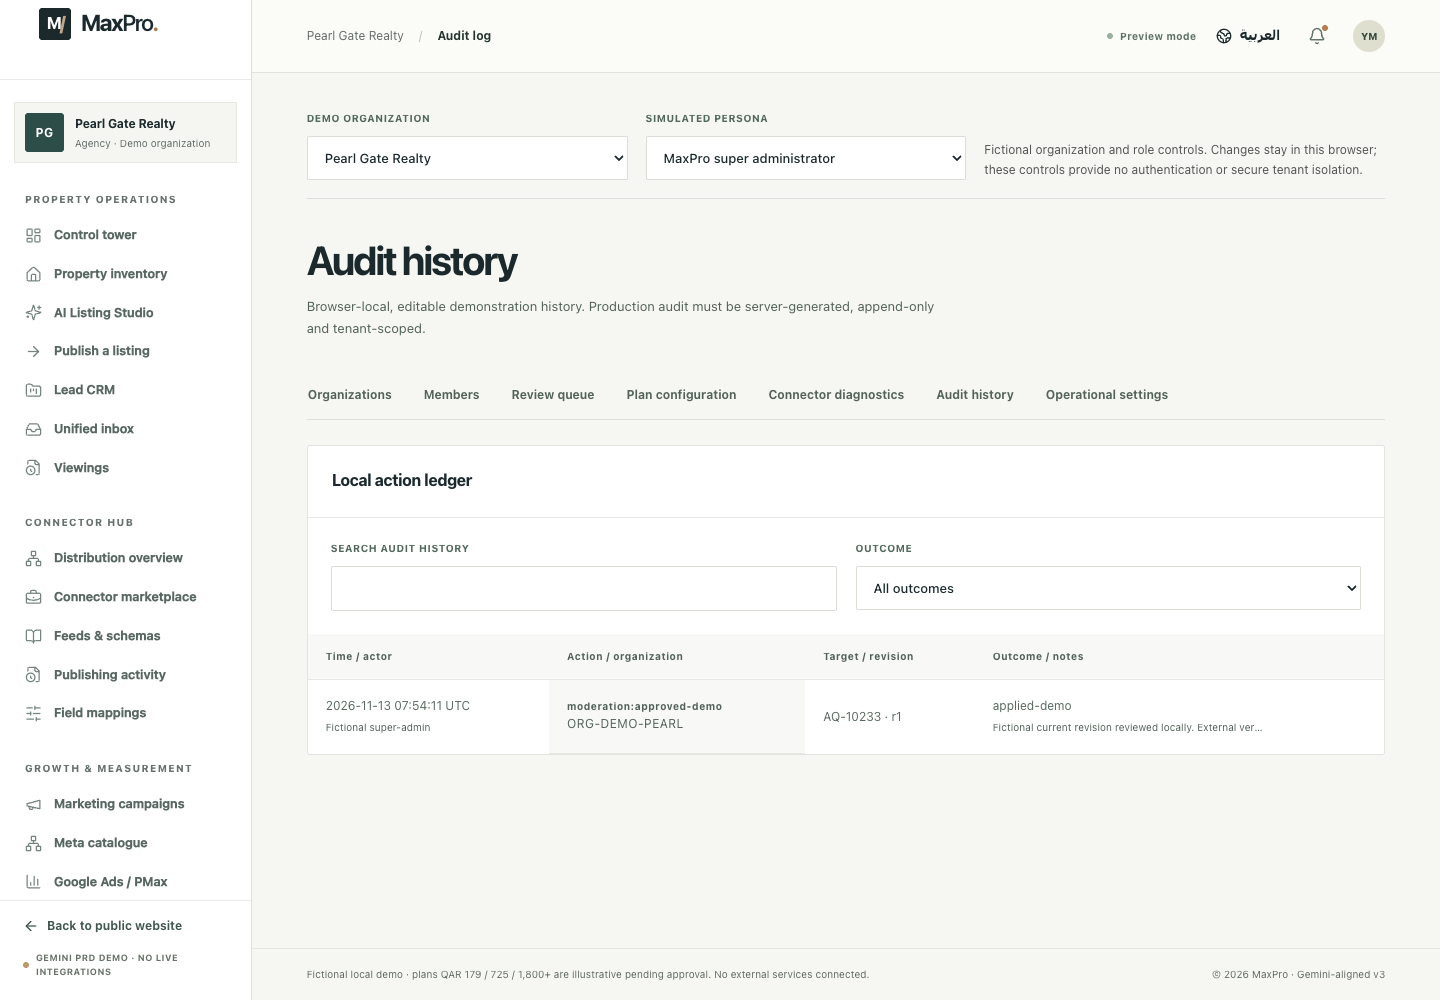 M/ MaxPro.
PG
Pearl Gate Realty
Agency · Demo organization
PROPERTY OPERATIONS
Control tower
Property inventory
AI Listing Studio
Publish a listing
Lead CRM
Unified inbox
Viewings
CONNECTOR HUB
Distribution overview
Connector marketplace
Feeds & schemas
Publishing activity
Field mappings
GROWTH & MEASUREMENT
Marketing campaigns
Meta catalogue
Google Ads / PMax
Back to public website
GEMINI PRD DEMO · NO LIVE
INTEGRATIONS
Pearl Gate Realty / Audit log
Preview mode
العربية
YM
DEMO ORGANIZATION
Pearl Gate Realty
SIMULATED PERSONA
MaxPro super administrator
Fictional organization and role controls. Changes stay in this browser;
these controls provide no authentication or secure tenant isolation.
Audit history
Browser-local, editable demonstration history. Production audit must be server-generated, append-only
and tenant-scoped.
Organizations Members Review queue Plan configuration Connector diagnostics Audit history Operational settings
Local action ledger
SEARCH AUDIT HISTORY
OUTCOME
All outcomes
Time / actor Action / organization Target / revision Outcome / notes
2026-11-13 07:54:11 UTC
Fictional super-admin
moderation:approved-demo
ORG-DEMO-PEARL
AQ-10233 · r1
applied-demo
Fictional current revision reviewed locally. External ver...
Fictional local demo · plans QAR 179 / 725 / 1,800+ are illustrative pending approval. No external services connected.
© 2026 MaxPro · Gemini-aligned v3